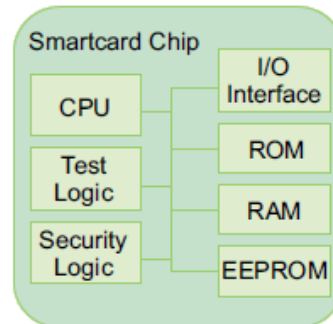 Smartcard Chip
CPU
Test
Logic
Security
Logic
I/O
Interface
ROM
RAM
EEPROM